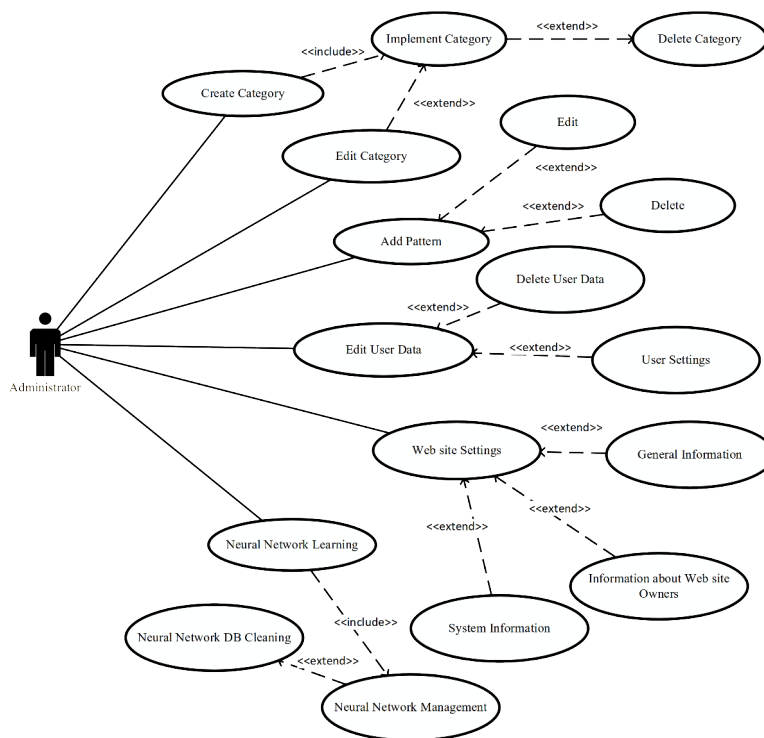 Implement Category
<<extend>>
Delete Category
<<include>>
Create Category
<<extend>>
Edit
Edit Category
<<extend>>
<<extend>>
Delete
Add Pattern
Delete User Data
<<extend>>
Edit User Data
<<extend>>
User Settings
Administrator
<<extend>>
Web site Settings
General Information
<<extend>>
<<extend>>
Neural Network Learning
Information about Web site
Owners
<<include>>
System Information
Neural Network DB Cleaning
<<extend>>
Neural Network Management